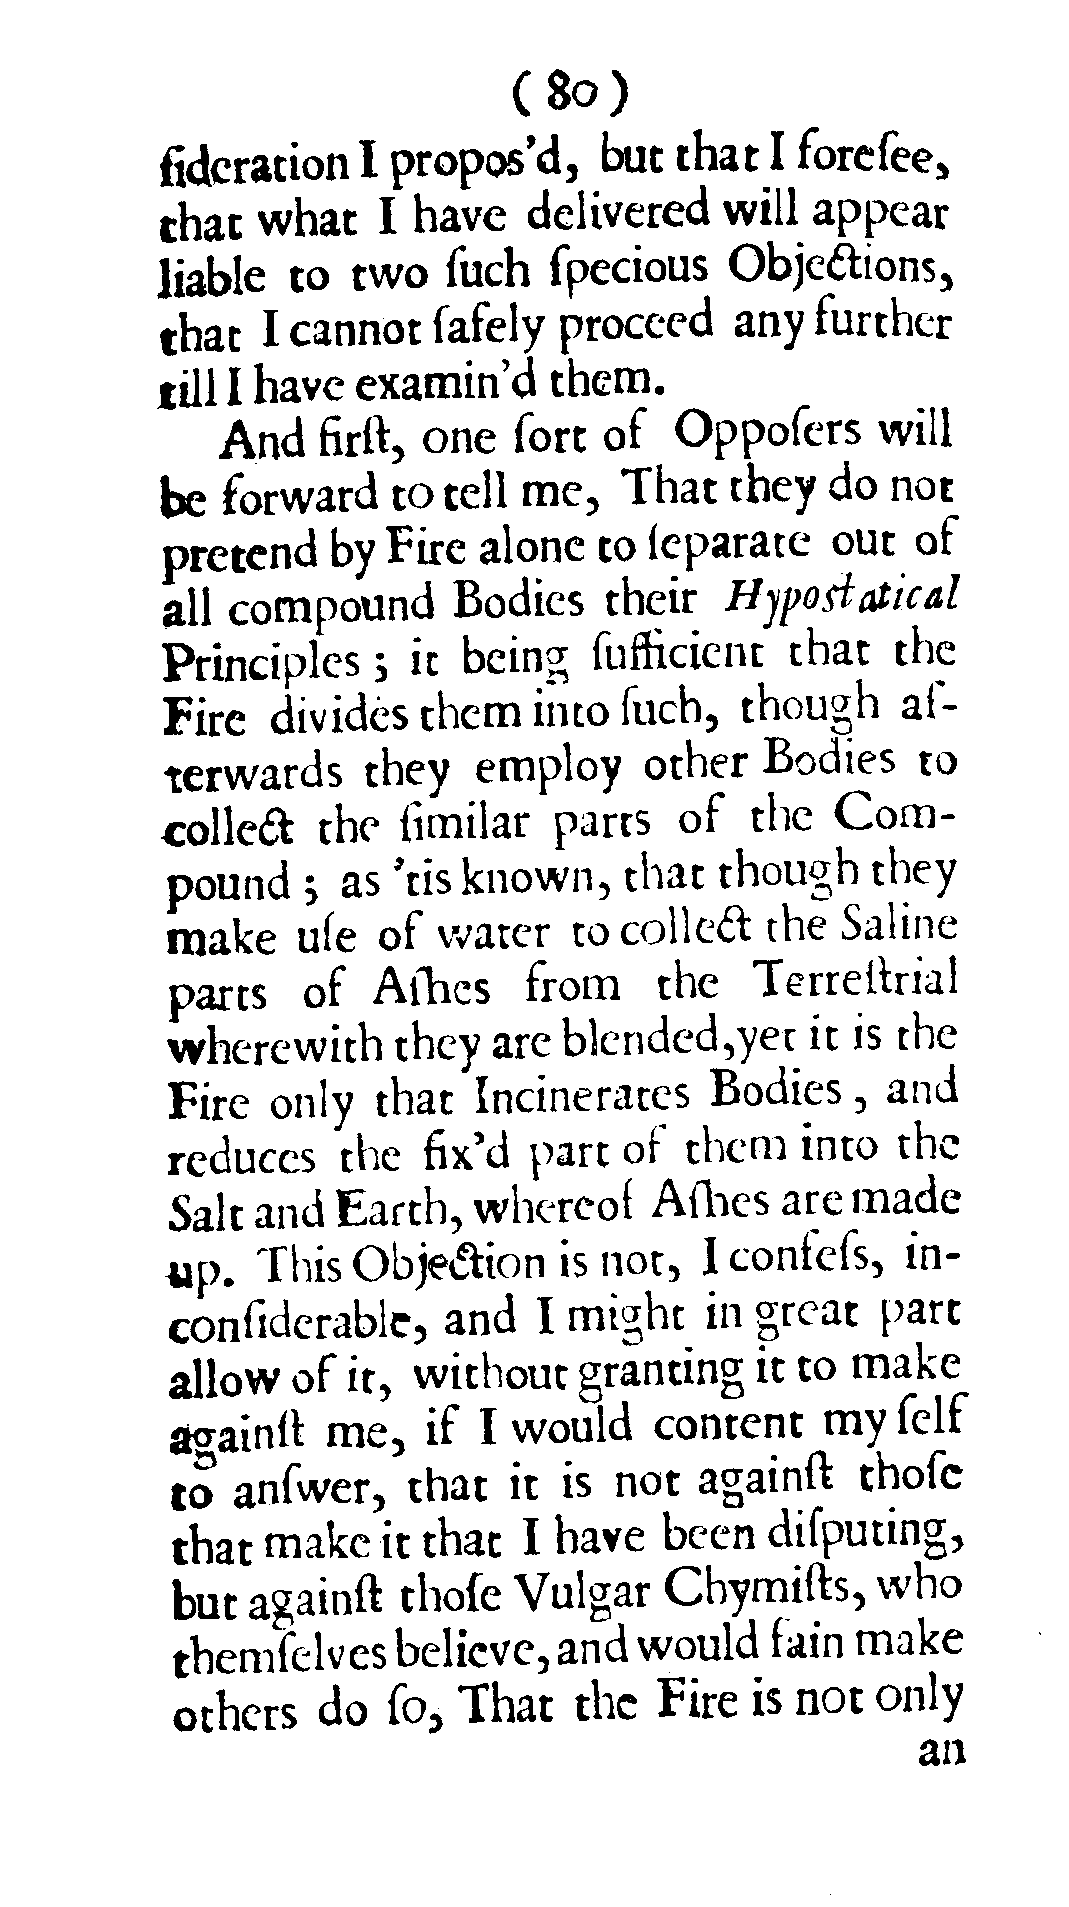 ( 80 )
ſideration I propos'd, but that I foreſee,
that what I have delivered will appear
liable to two ſuch ſpecious Objections,
that I cannot ſafely proceed any further
till I have examin'd them.
And firſt, one ſort of Oppoſers will
be forward to tell me, That they do not
pretend by Fire alone to ſeparate out of
all compound Bodies their Hypoſtatical
Principles ; it being ſufficient that the
Fire divides them into ſuch, though af-
terwards they employ other Bodies to
collect the ſimilar parts of the Com-
pound ; as 'tis known, that though they
make uſe of water to collect the Saline
parts of Aſhes from the Terreſtrial
wherewith they are blended,yet it is the
Fire only that Incinerates Bodies , and
reduces the fix'd part of them into the
Salt and Earth, whereof Aſhes are made
up. This Objection is not, I confeſs, in-
conſiderable, and I might in great part
allow of it, without granting it to make
againſt me, if I would content my ſelf
to anſwer, that it is not againſt thoſe
that make it that I have been diſputing,
but againſt thoſe Vulgar Chymiſts, who
themſelves believe, and would fain make
others do ſo, That the Fire is not only
an